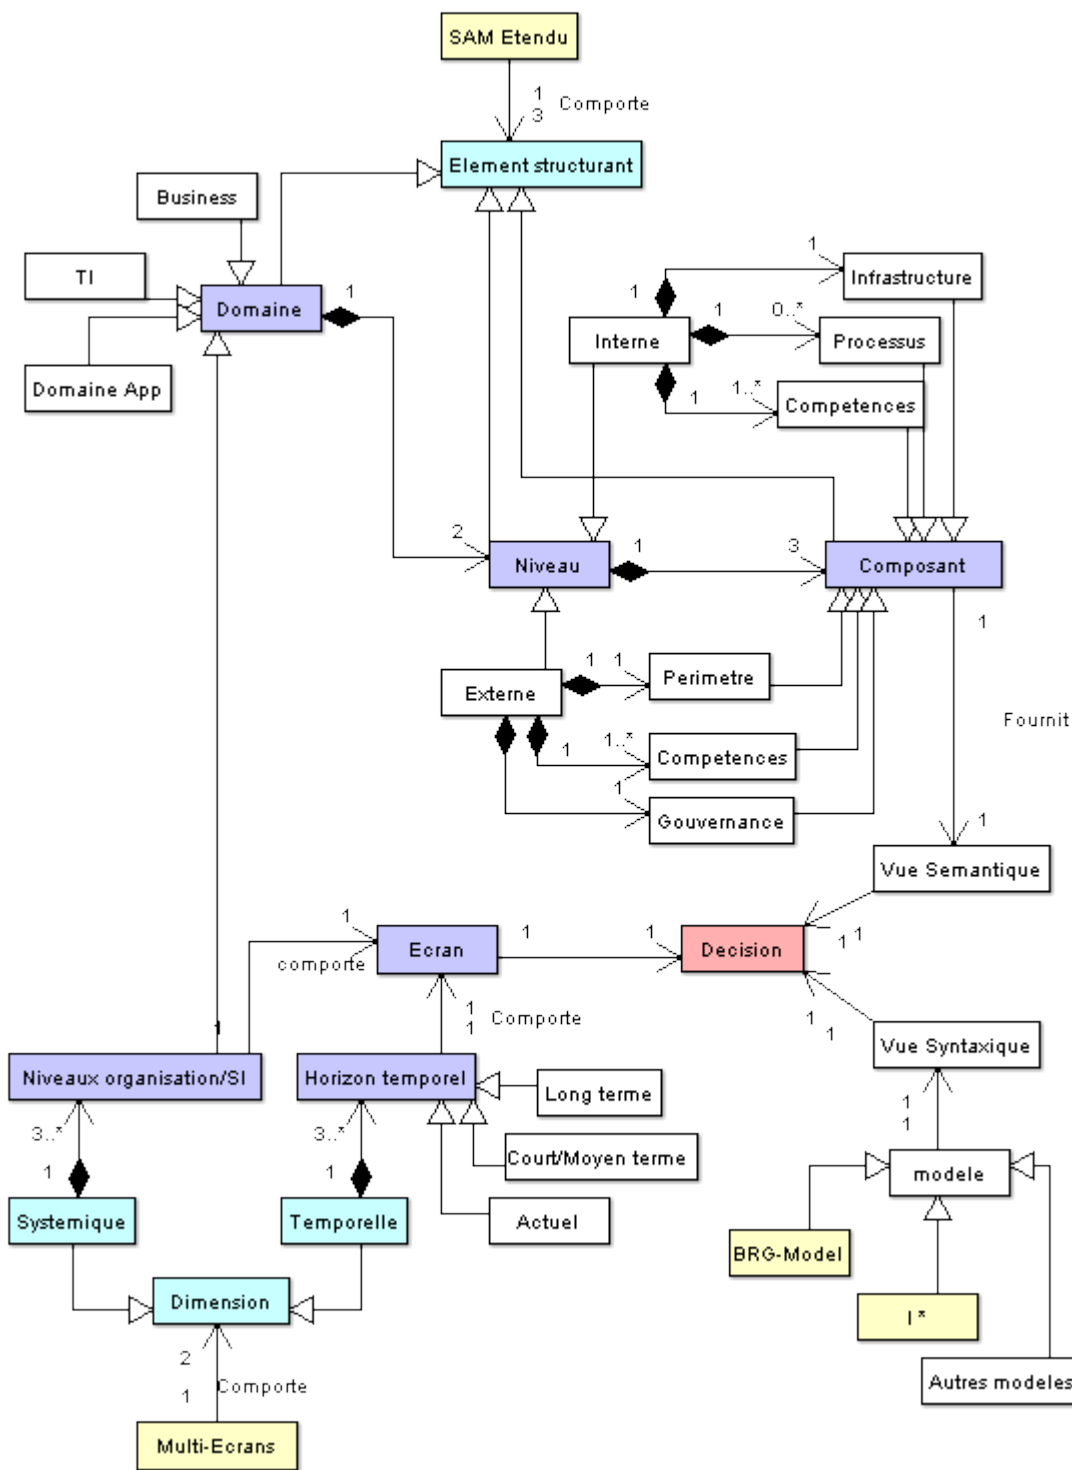 SAM Etendu
1
3
Comporte
Element structurant
Business
TI
Domaine
Domaine App
1
1
Infrastructure
1
Interne
1
0..*
Processus
1
1..*
Competences
2
Niveau
1
3
Composant
1
Externe
1
1
Perimetre
1
1..*
Competences
1
Gouvernance
Fournit
1
Vue Semantique
1
1
1
comporte
Ecran
1
1
Decision
1
1
Comporte
1
1
Vue Syntaxique
1
Niveaux organisation/SI
Horizon temporel
Long terme
Court/Moyen terme
Actuel
3..*
1
3..*
1
Systemique
Temporelle
1
1
modele
BRG-Model
I *
Autres modeles
Dimension
2
1
Comporte
Multi-Ecrans